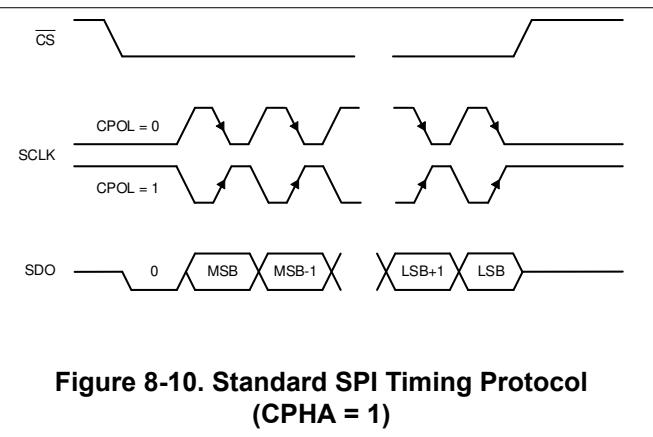 CS
CPOL = 0
SCLK
CPOL = 1
SDO 0 MSB MSB-1 LSB+1 LSB
Figure 8-10. Standard SPI Timing Protocol
(CPHA = 1)